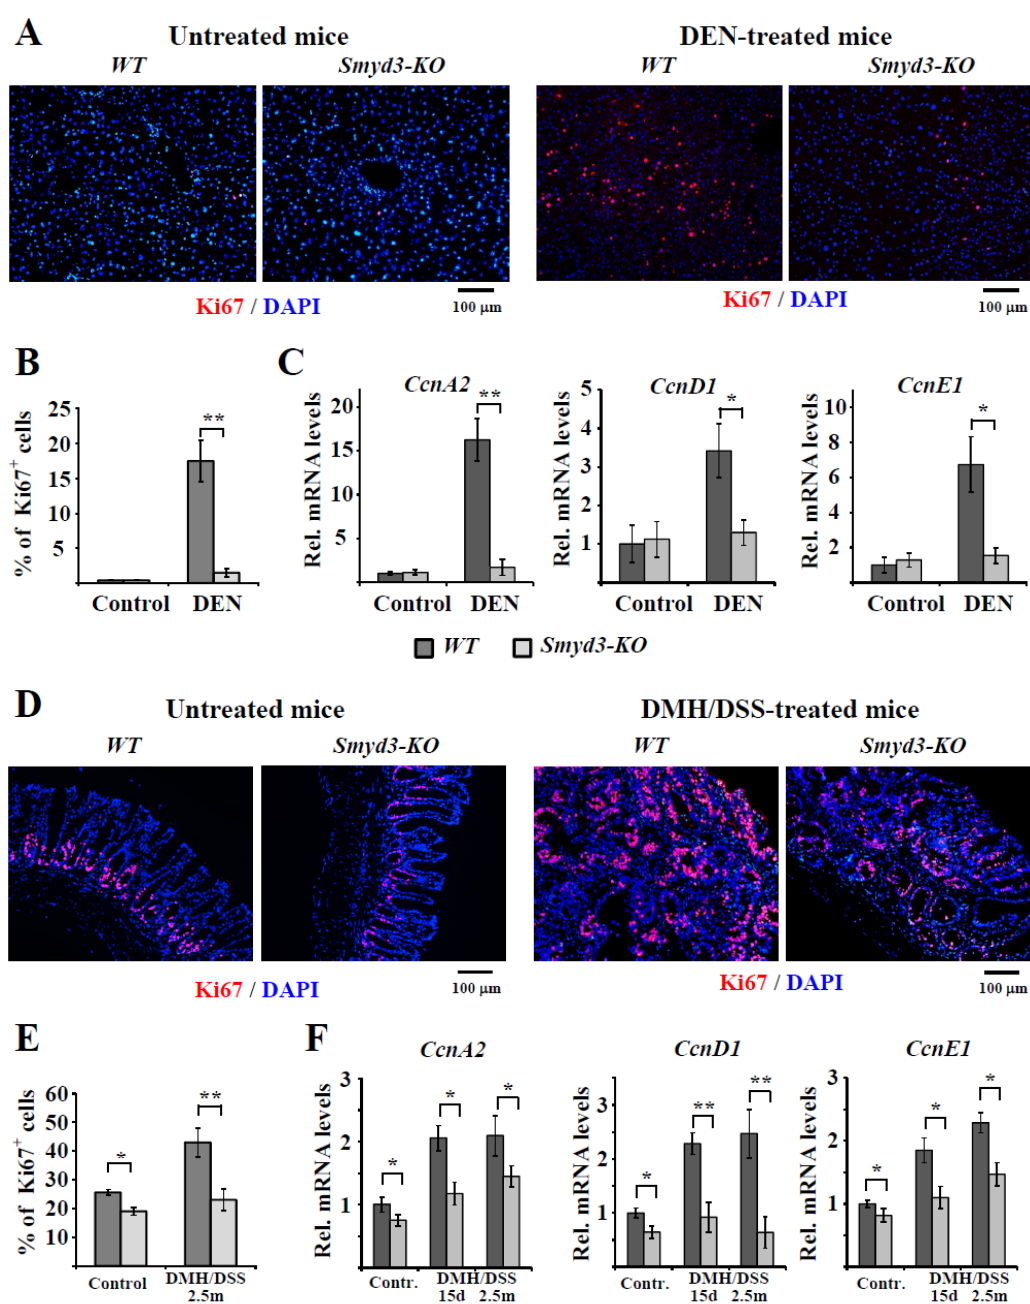 A
Untreated mice
DEN-treated mice
WT
Smyd3-KO
WT
Smyd3-KO
Ki67 / DAPI
100 µm
Ki67 / DAPI
100 µm
B
% of Ki67+ cells
25
20
15
10
5
**
Control
DEN
C
CcnA2
Rel. mRNA levels
20
15
10
5
**
Control
DEN
CcnD1
Rel. mRNA levels
5
4
3
2
1
*
Control
DEN
CcnE1
Rel. mRNA levels
10
8
6
4
2
*
Control
DEN
WT
Smyd3-KO
D
Untreated mice
DMH/DSS-treated mice
WT
Smyd3-KO
WT
Smyd3-KO
Ki67 / DAPI
100 µm
Ki67 / DAPI
100 µm
E
% of Ki67+ cells
60
50
40
30
20
10
*
**
Control
DMH/DSS
2.5m
F
CcnA2
Rel. mRNA levels
3
2
1
*
*
*
Contr.
DMH/DSS
15d
2.5m
CcnD1
Rel. mRNA levels
3
2
1
*
**
**
Contr.
DMH/DSS
15d
2.5m
CcnE1
Rel. mRNA levels
3
2
1
*
*
*
Contr.
DMH/DSS
15d
2.5m